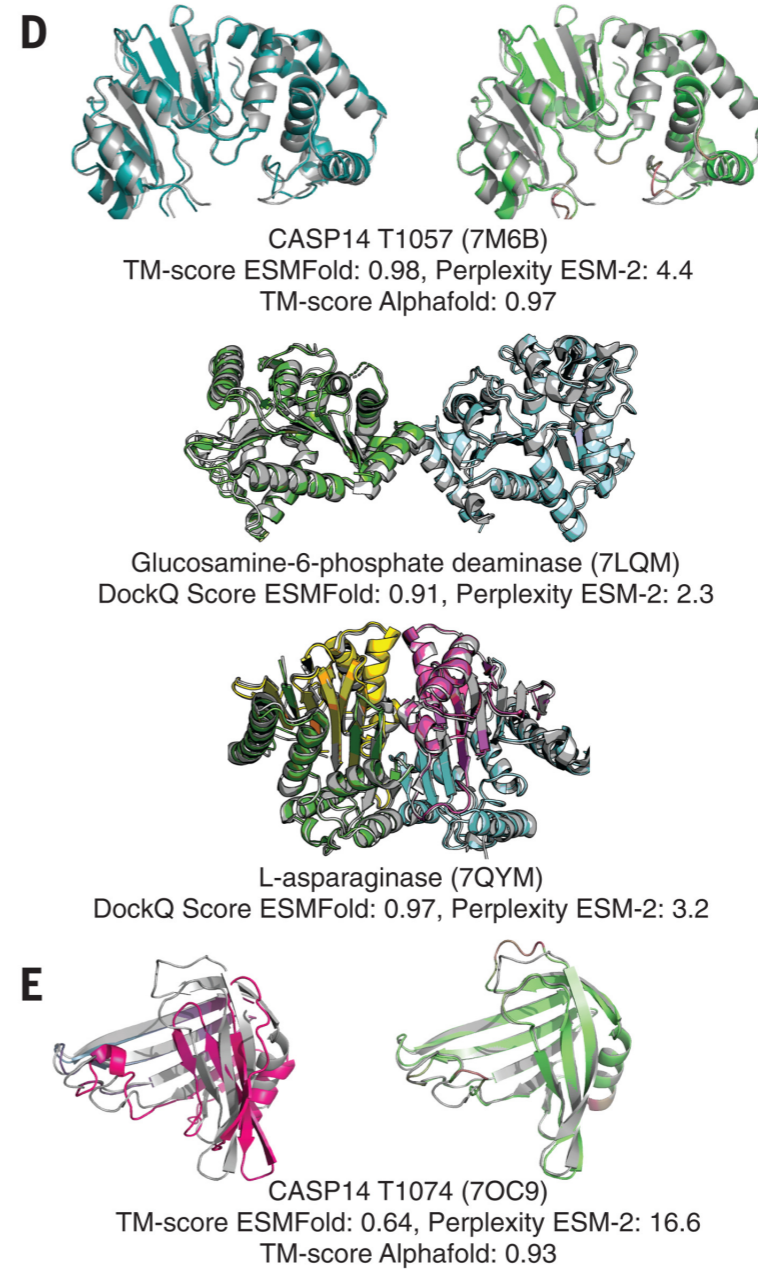 D
CASP14 T1057 (7M6B)
TM-score ESMFold: 0.98, Perplexity ESM-2: 4.4
TM-score Alphafold: 0.97
Glucosamine-6-phosphate deaminase (7LQM)
DockQ Score ESMFold: 0.91, Perplexity ESM-2: 2.3
L-asparaginase (7QYM)
DockQ Score ESMFold: 0.97, Perplexity ESM-2: 3.2
E
CASP14 T1074 (7OC9)
TM-score ESMFold: 0.64, Perplexity ESM-2: 16.6
TM-score Alphafold: 0.93